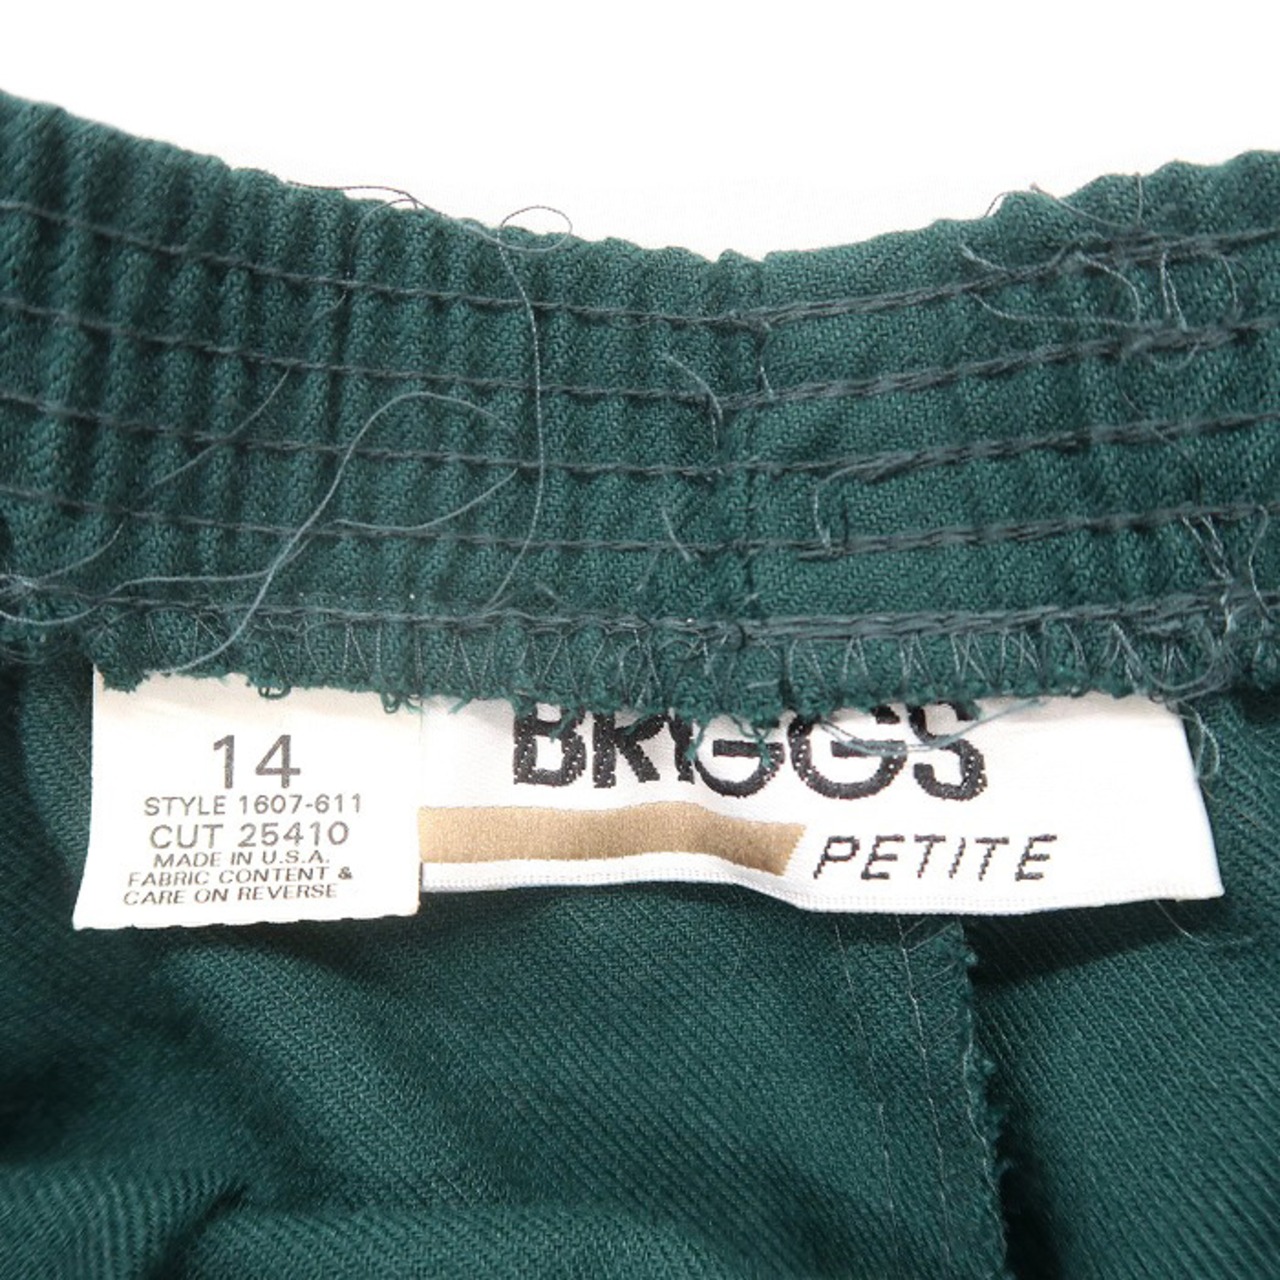 14
STYLE 1607-611
CUT 25410
MADE IN U.S.A.
FABRIC CONTENT &
CARE ON REVERSE
BRIGGS
PETITE